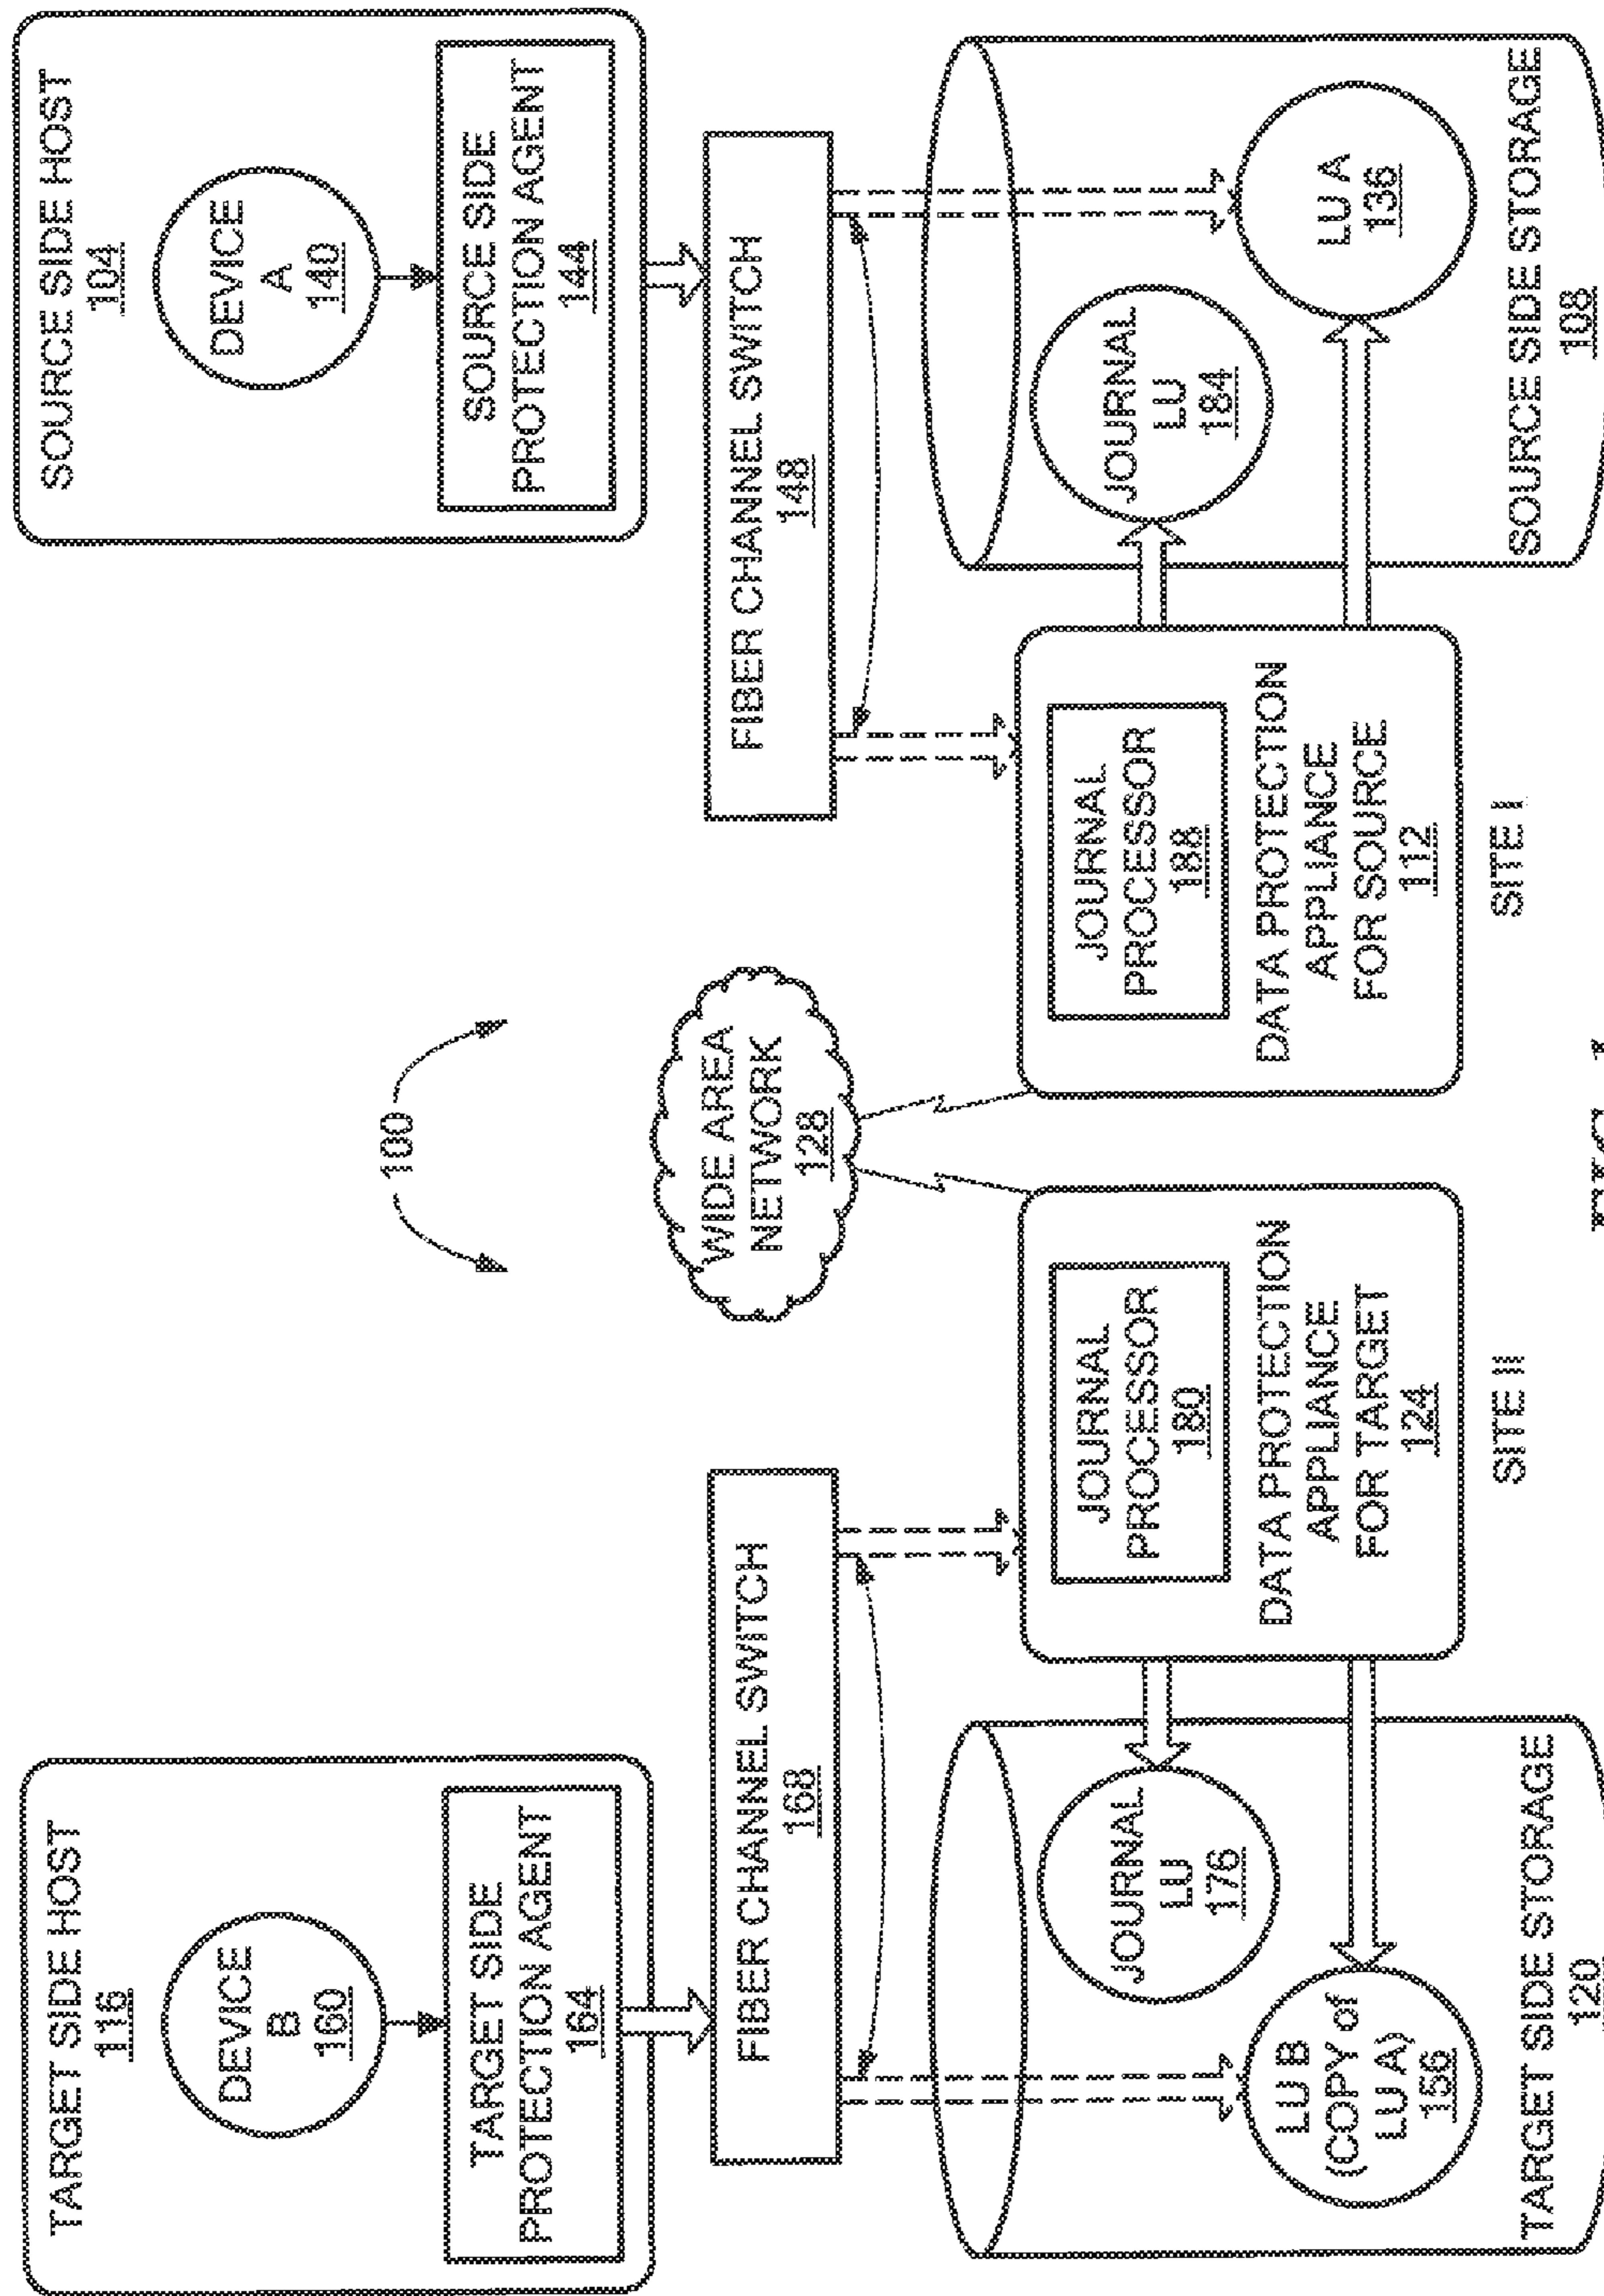 100
TARGET SIDE HOST
116
DEVICE
B
160
TARGET SIDE
PROTECTION AGENT
164
FIBER CHANNEL SWITCH
168
JOURNAL
LU
176
LU B
(COPY of
LU A)
156
TARGET SIDE STORAGE
120
WIDE AREA
NETWORK
128
JOURNAL
PROCESSOR
180
DATA PROTECTION
APPLIANCE
FOR TARGET
124
SITE II
JOURNAL
PROCESSOR
188
DATA PROTECTION
APPLIANCE
FOR SOURCE
112
SITE I
SOURCE SIDE HOST
104
DEVICE
A
140
SOURCE SIDE
PROTECTION AGENT
144
FIBER CHANNEL SWITCH
148
JOURNAL
LU
184
LU A
136
SOURCE SIDE STORAGE
108